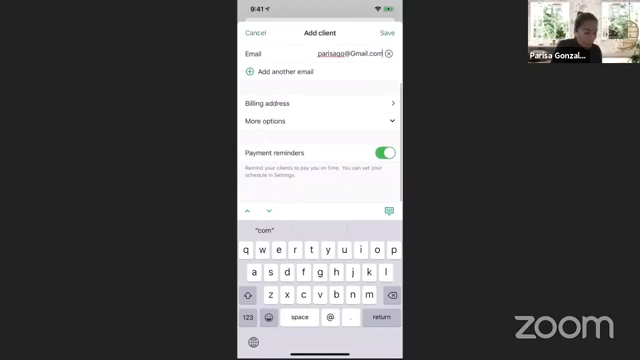 9:41
Cancel
Add client
Save
Email
parisago@Gmail.com
Add another email
Billing address
More options
Payment reminders
Remind your clients to pay you on time. You can set your
schedule in Settings.
"com"
q w e r t y u i o p
a s d f g h j k l
z x c v b n m
123
space
@
.
return
Parisa Gonzal...
zoom